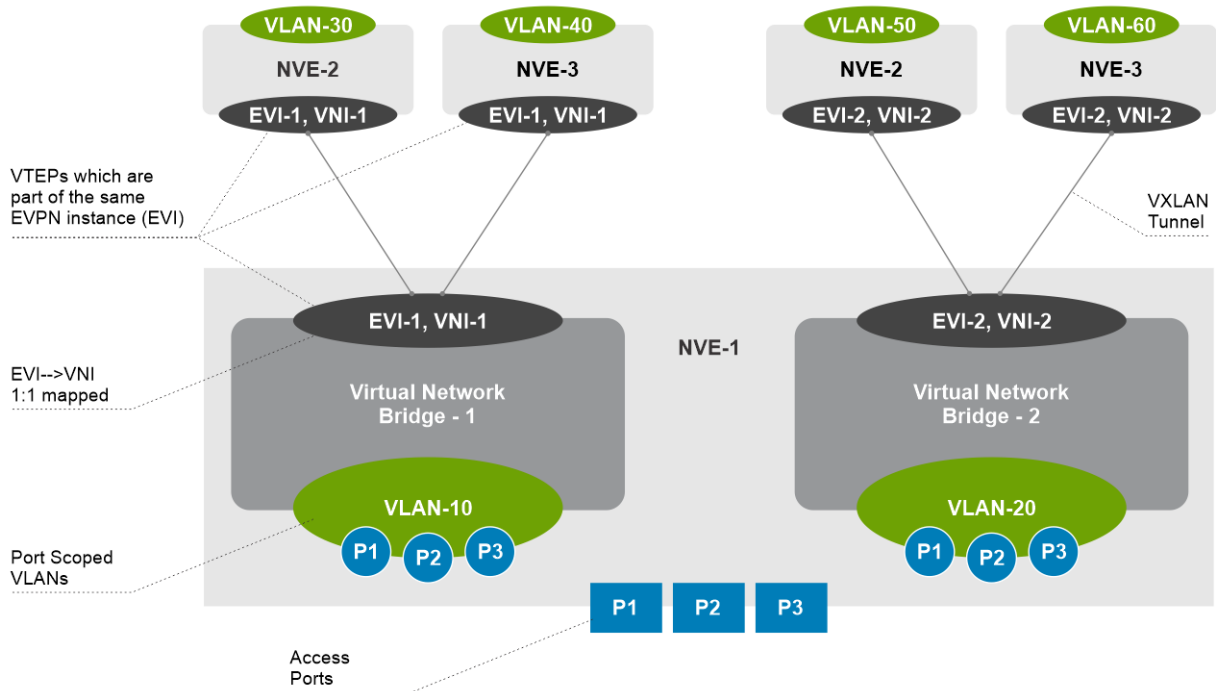 VLAN-30
VLAN-40
VLAN-50
VLAN-60
NVE-2
NVE-3
NVE-2
NVE-3
EVI-1, VNI-1
EVI-1, VNI-1
EVI-2, VNI-2
EVI-2, VNI-2
VTEPs which are
part of the same
EVPN instance (EVI)
VXLAN
Tunnel
EVI-1, VNI-1
EVI-2, VNI-2
NVE-1
EVI-->VNI
1:1 mapped
Virtual Network
Bridge - 1
Virtual Network
Bridge - 2
VLAN-10
VLAN-20
P1
P2
P3
P1
P2
P3
Port Scoped
VLANs
P1
P2
P3
Access
Ports